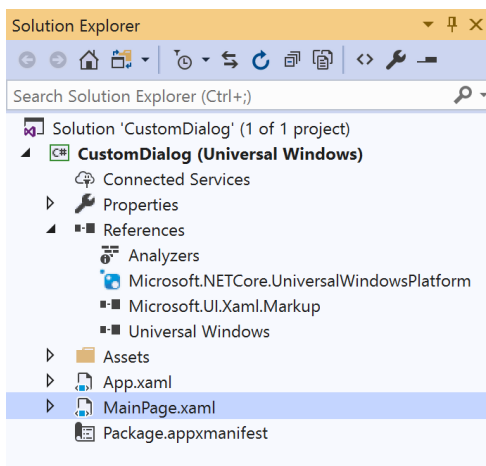 Solution Explorer
Search Solution Explorer (Ctrl+;)
Solution 'CustomDialog' (1 of 1 project)
C# CustomDialog (Universal Windows)
Connected Services
Properties
References
Analyzers
Microsoft.NETCore.UniversalWindowsPlatform
Microsoft.UI.Xaml.Markup
Universal Windows
Assets
App.xaml
MainPage.xaml
Package.appxmanifest